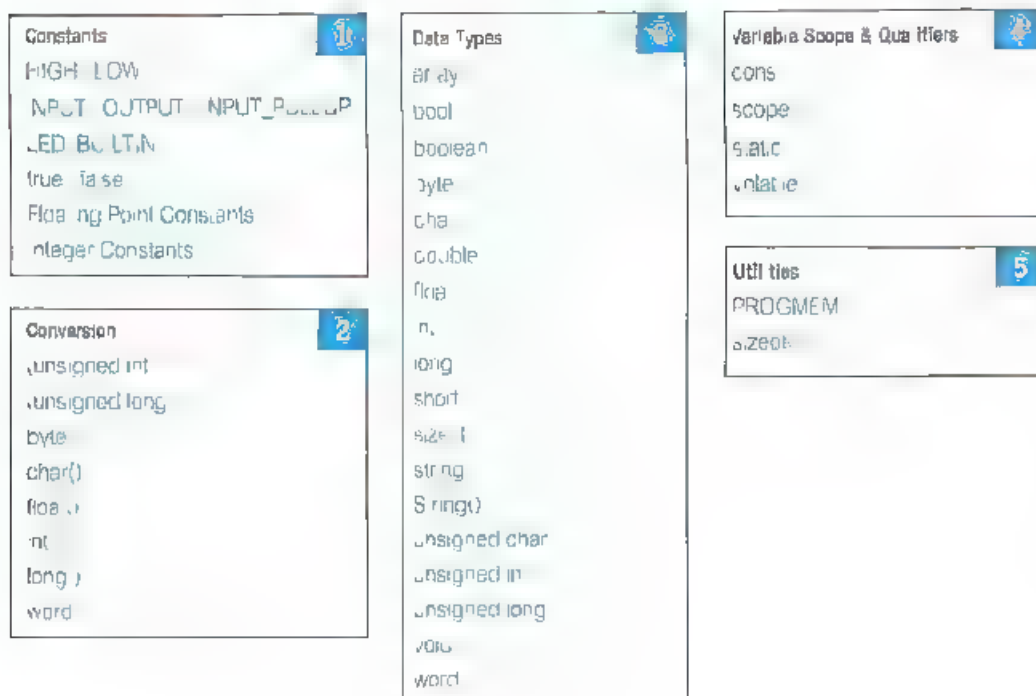 Constants 1
HIGH LOW
INPUT OUTPUT INPUT_PULLUP
LED_BUILTIN
true false
Floating Point Constants
Integer Constants
Conversion 2
(unsigned int
(unsigned long
byte
char()
float()
int
long()
word
Data Types
array
bool
boolean
byte
char
double
float
int
long
short
size_t
string
String()
unsigned char
unsigned int
unsigned long
void
word
Variable Scope & Qualifiers
const
scope
static
volatile
Utilities 5
PROGMEM
sizeof